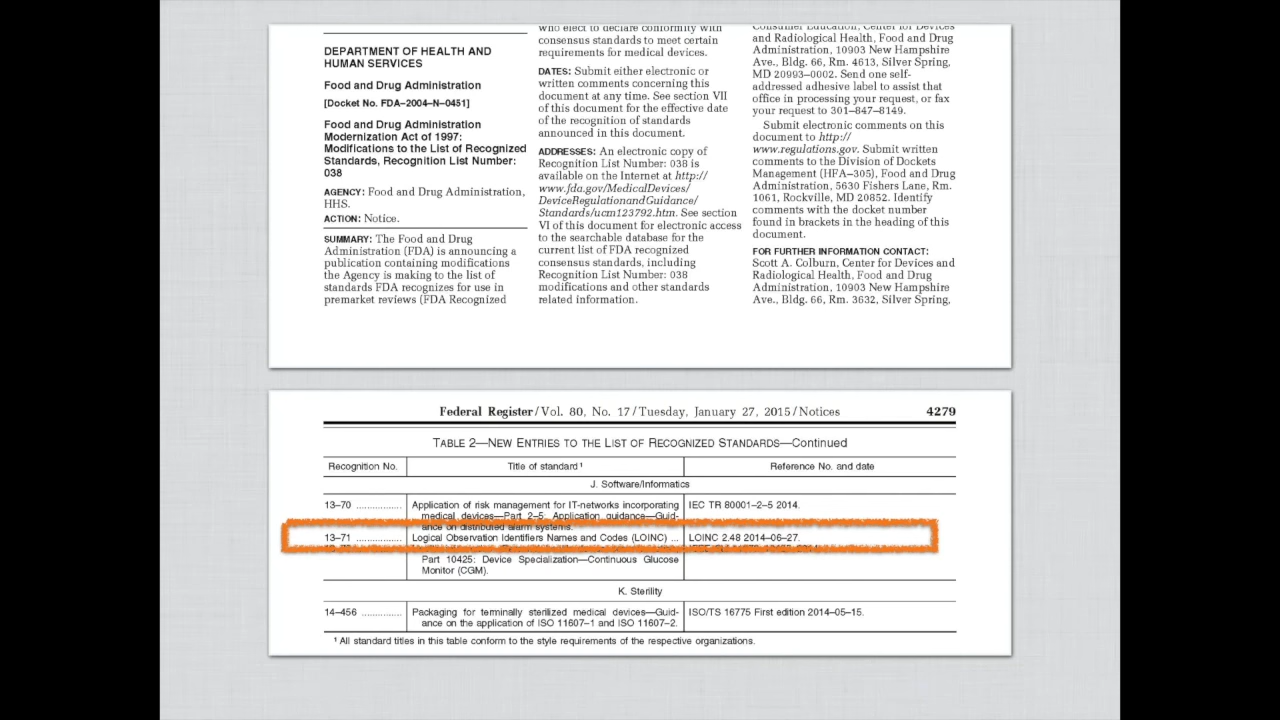 DEPARTMENT OF HEALTH AND
HUMAN SERVICES
Food and Drug Administration
[Docket No. FDA–2004–N–0451]
Food and Drug Administration
Modernization Act of 1997:
Modifications to the List of Recognized
Standards, Recognition List Number:
038
AGENCY: Food and Drug Administration,
HHS.
ACTION: Notice.
SUMMARY: The Food and Drug
Administration (FDA) is announcing a
publication containing modifications
the Agency is making to the list of
standards FDA recognizes for use in
premarket reviews (FDA Recognized
who elect to declare conformity with
consensus standards to meet certain
requirements for medical devices.
DATES: Submit either electronic or
written comments concerning this
document at any time. See section VII
of this document for the effective date
of the recognition of standards
announced in this document.
ADDRESSES: An electronic copy of
Recognition List Number: 038 is
available on the Internet at http://
www.fda.gov/MedicalDevices/
DeviceRegulationandGuidance/
Standards/ucm123792.htm. See section
VI of this document for electronic access
to the searchable database for the
current list of FDA recognized
consensus standards, including
Recognition List Number: 038
modifications and other standards
related information.
Consumer Education, Center for Devices
and Radiological Health, Food and Drug
Administration, 10903 New Hampshire
Ave., Bldg. 66, Rm. 4613, Silver Spring,
MD 20993–0002. Send one self-
addressed adhesive label to assist that
office in processing your request, or fax
your request to 301–847–8149.
Submit electronic comments on this
document to http://
www.regulations.gov. Submit written
comments to the Division of Dockets
Management (HFA–305), Food and Drug
Administration, 5630 Fishers Lane, Rm.
1061, Rockville, MD 20852. Identify
comments with the docket number
found in brackets in the heading of this
document.
FOR FURTHER INFORMATION CONTACT:
Scott A. Colburn, Center for Devices and
Radiological Health, Food and Drug
Administration, 10903 New Hampshire
Ave., Bldg. 66, Rm. 3632, Silver Spring,
Federal Register/Vol. 80, No. 17/Tuesday, January 27, 2015/Notices 4279
TABLE 2—NEW ENTRIES TO THE LIST OF RECOGNIZED STANDARDS—Continued
Recognition No. Title of standard ¹ Reference No. and date
J. Software/Informatics
13–70 ................ Application of risk management for IT-networks incorporating IEC TR 80001–2–5 2014.
medical devices—Part 2–5: Application guidance—Guid-
ance on distributed alarm systems.
13–71 ................ Logical Observation Identifiers Names and Codes (LOINC) ... LOINC 2.48 2014–06–27.
Part 10425: Device Specialization—Continuous Glucose
Monitor (CGM).
K. Sterility
14–456 .............. Packaging for terminally sterilized medical devices—Guid- ISO/TS 16775 First edition 2014–05–15.
ance on the application of ISO 11607–1 and ISO 11607–2.
¹ All standard titles in this table conform to the style requirements of the respective organizations.